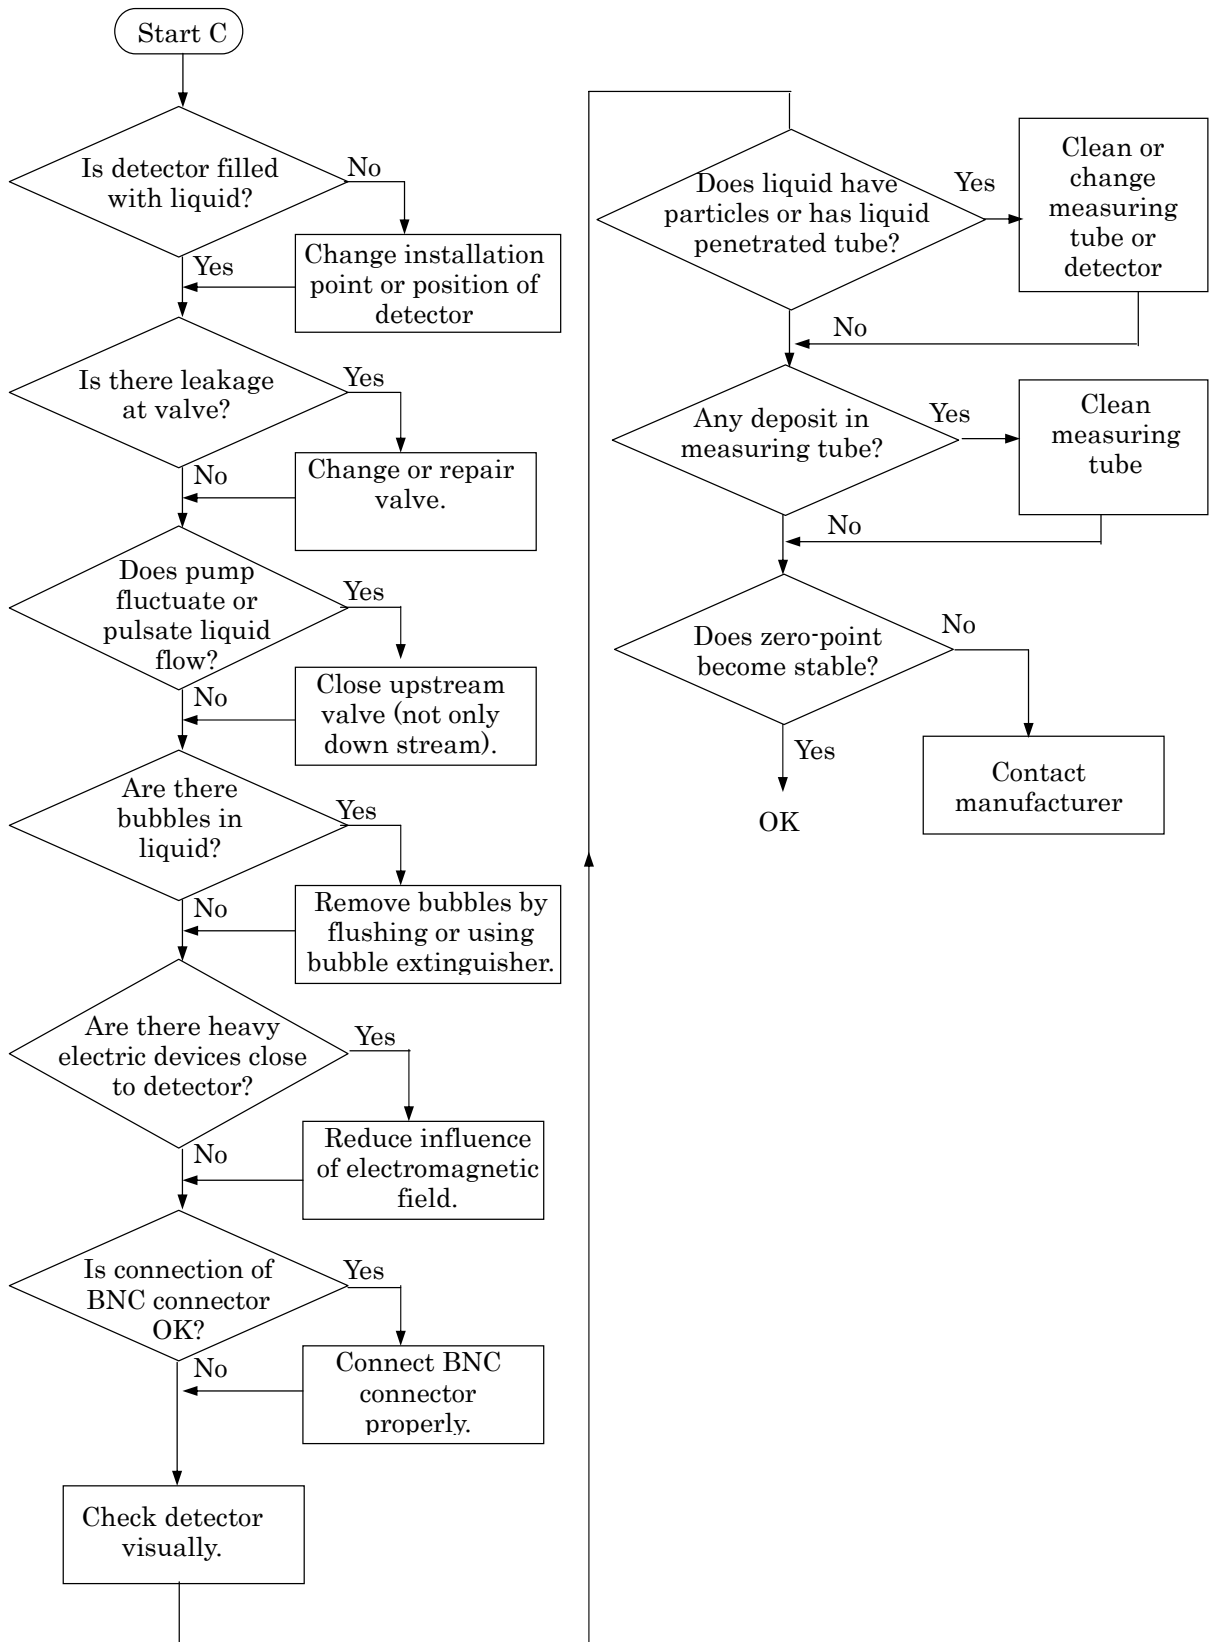 Start C
Is detector filled
with liquid?
No
Yes
Change installation
point or position of
detector
Is there leakage
at valve?
Yes
No
Change or repair
valve.
Does pump
fluctuate or
pulsate liquid
flow?
Yes
No
Close upstream
valve (not only
down stream).
Are there
bubbles in
liquid?
Yes
No
Remove bubbles by
flushing or using
bubble extinguisher.
Are there heavy
electric devices close
to detector?
Yes
No
Reduce influence
of electromagnetic
field.
Is connection of
BNC connector
OK?
Yes
No
Connect BNC
connector
properly.
Check detector
visually.
Does liquid have
particles or has liquid
penetrated tube?
Yes
No
Clean or
change
measuring
tube or
detector
Any deposit in
measuring tube?
Yes
No
Clean
measuring
tube
Does zero-point
become stable?
No
Yes
Contact
manufacturer
OK